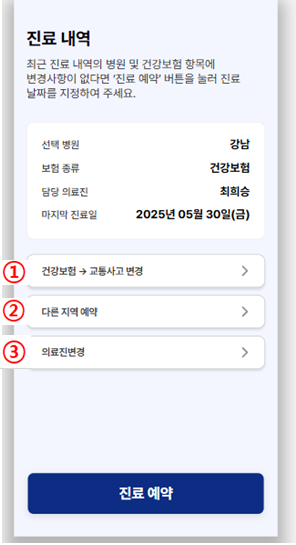 진료 내역
최근 진료 내역의 병원 및 건강보험 항목에
변경사항이 없다면 '진료 예약' 버튼을 눌러 진료
날짜를 지정하여 주세요.
선택 병원 강남
보험 종류 건강보험
담당 의료진 최희승
마지막 진료일 2025년 05월 30일(금)
① 건강보험 → 교통사고 변경
② 다른 지역 예약
③ 의료진변경
진료 예약